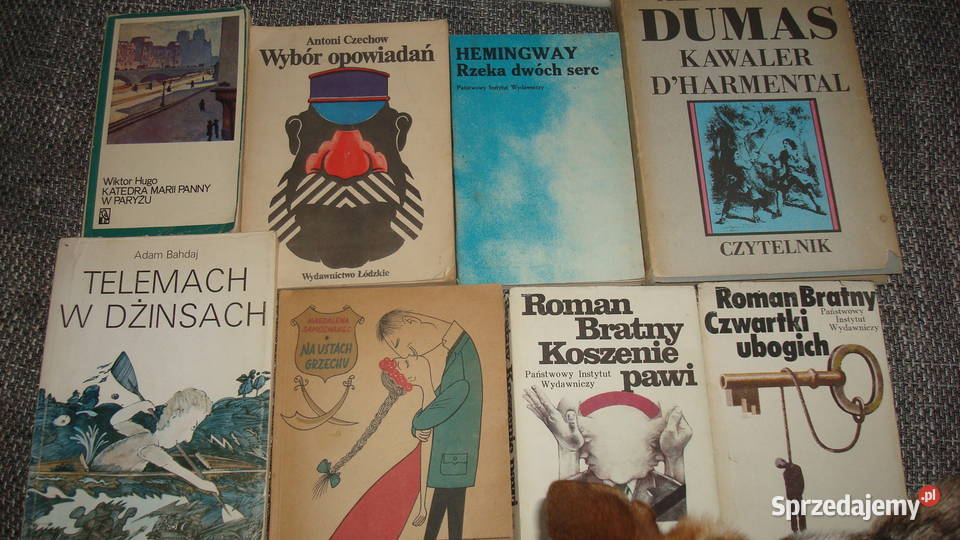 Wiktor Hugo
KATEDRA MARII PANNY
W PARYŻU
Antoni Czechow
Wybór opowiadań
Wydawnictwo Łódzkie
HEMINGWAY
Rzeka dwóch serc
Państwowy Instytut Wydawniczy
DUMAS
KAWALER
D'HARMENTAL
CZYTELNIK
Adam Bahdaj
TELEMACH
W DŻINSACH
MAGDALENA
SAMOZWANIEC
NA USTACH
GRZECHU
Roman
Bratny
Koszenie
Państwowy Instytut
Wydawniczy
pawi
Roman Bratny
Państwowy
Instytut
Wydawniczy
Czwartki
ubogich
Sprzedajemy.pl